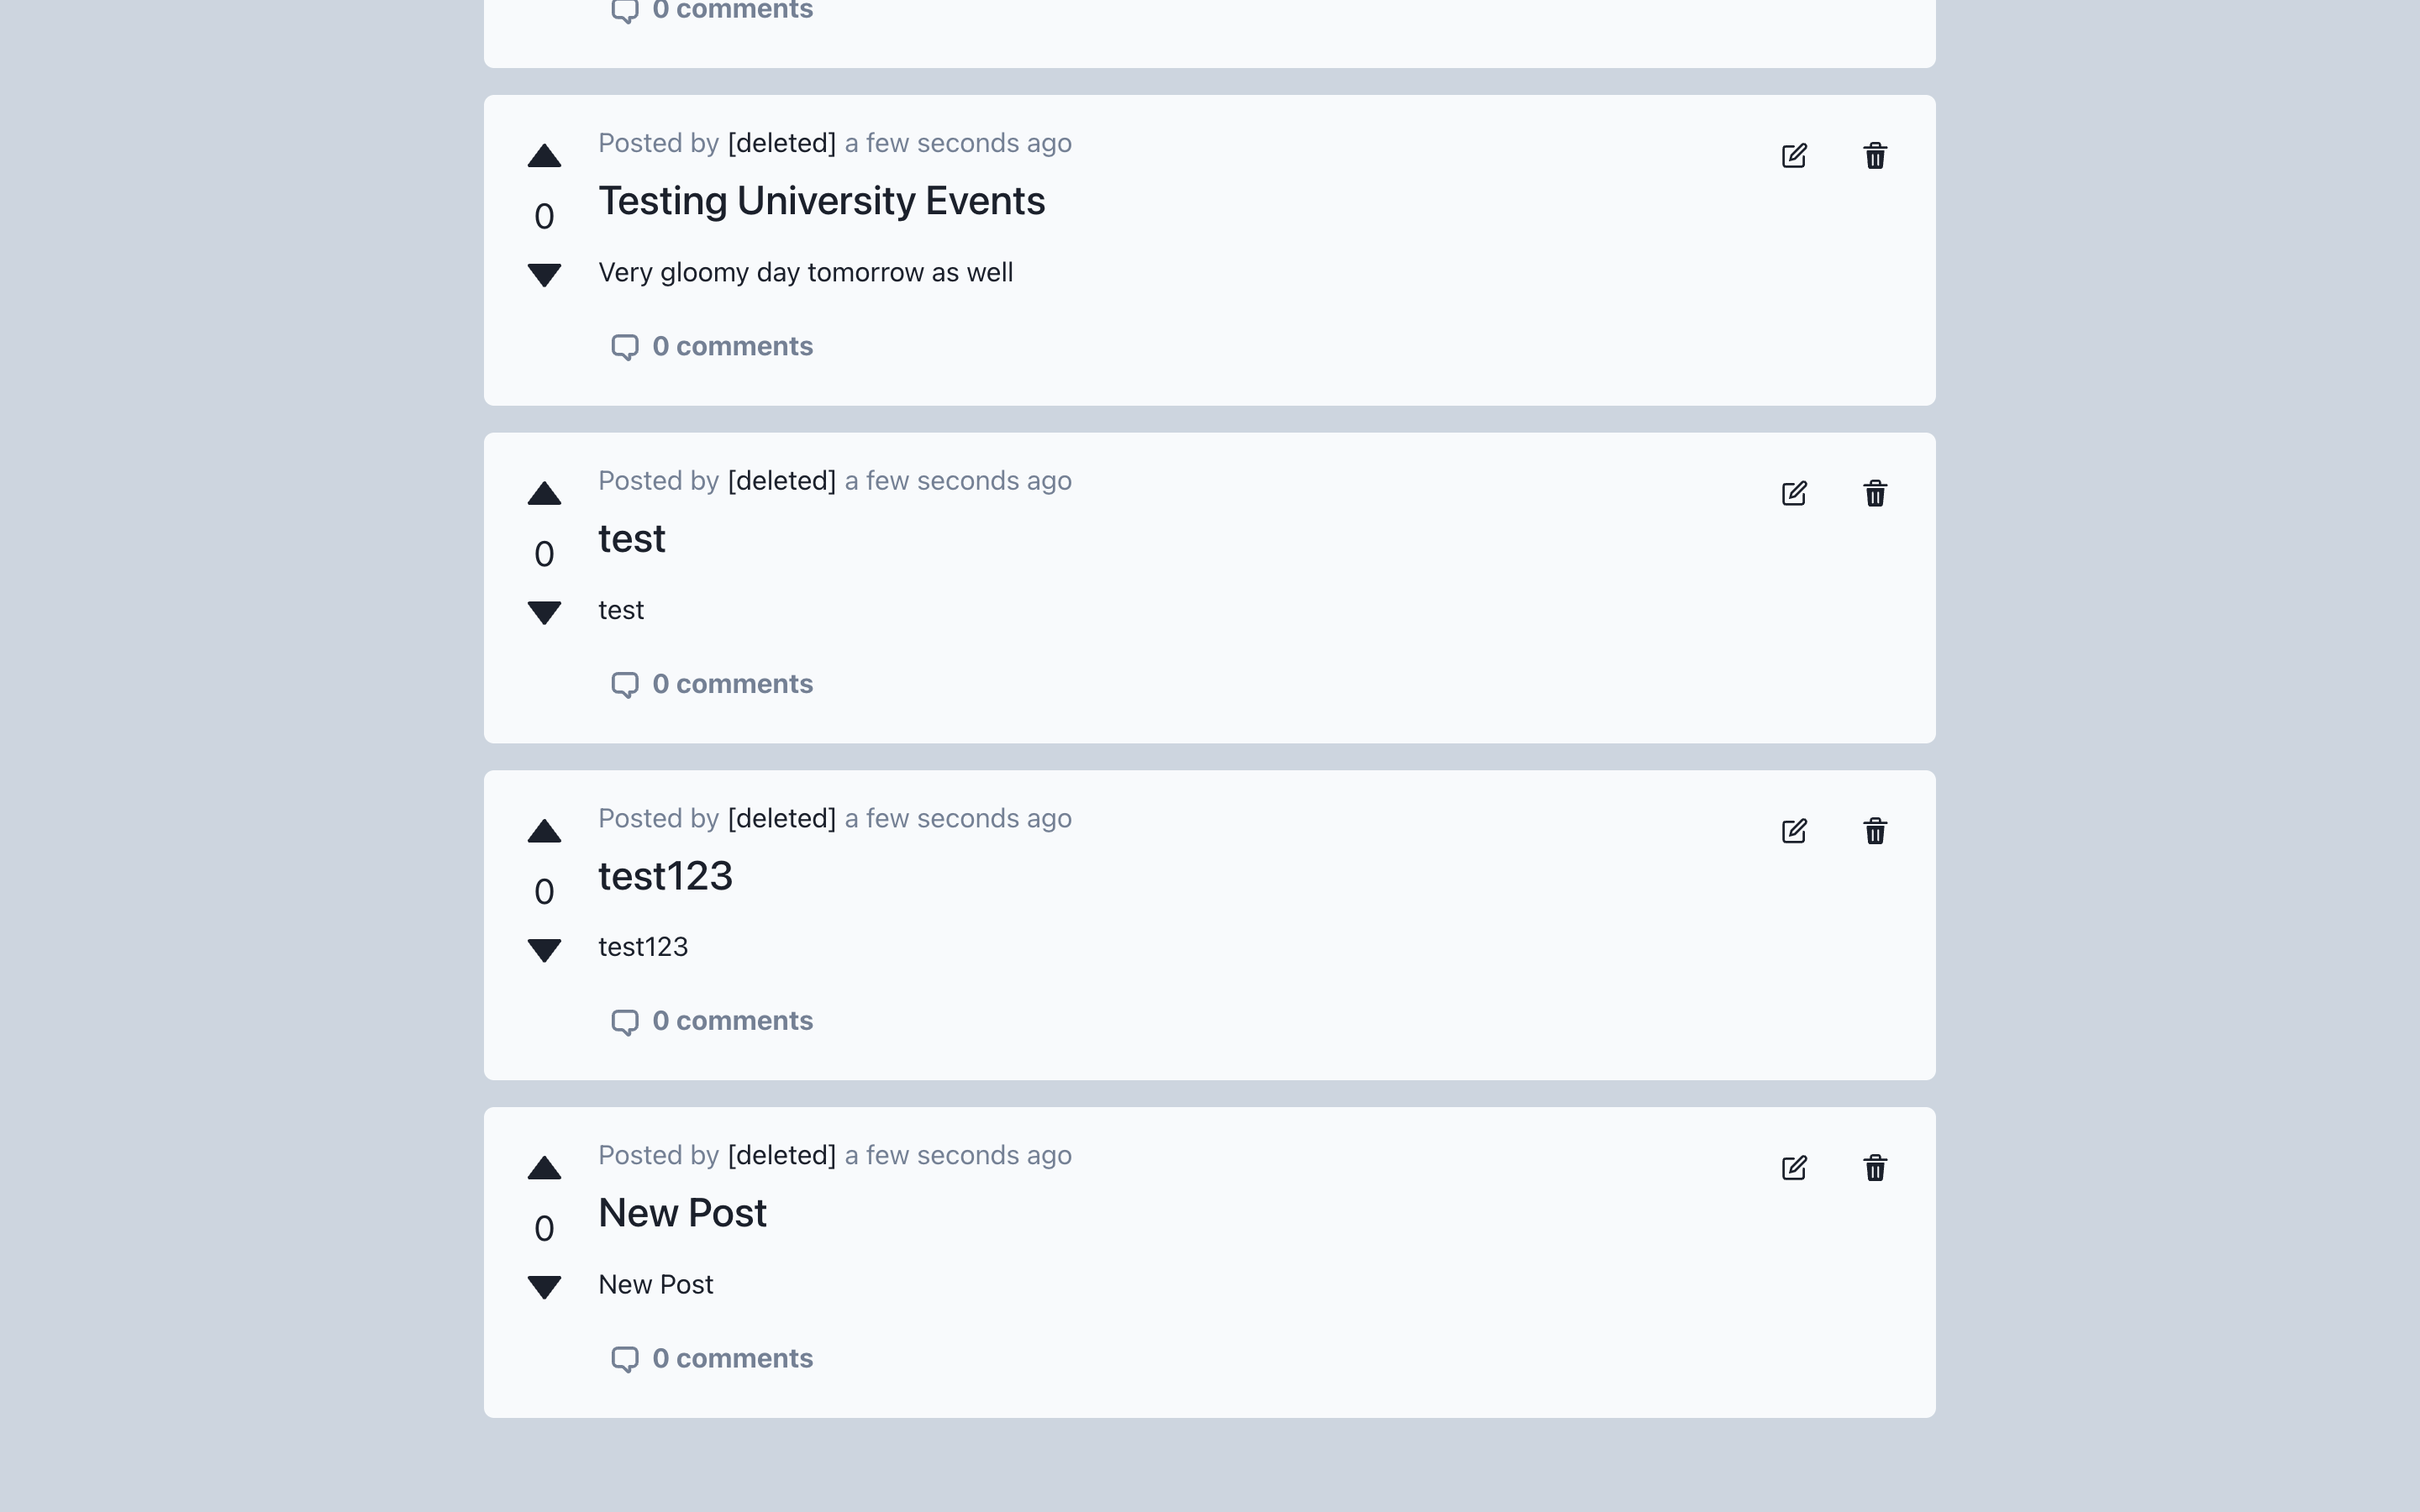 0 comments
Posted by [deleted] a few seconds ago
Testing University Events
0
Very gloomy day tomorrow as well
0 comments
Posted by [deleted] a few seconds ago
test
0
test
0 comments
Posted by [deleted] a few seconds ago
test123
0
test123
0 comments
Posted by [deleted] a few seconds ago
New Post
0
New Post
0 comments